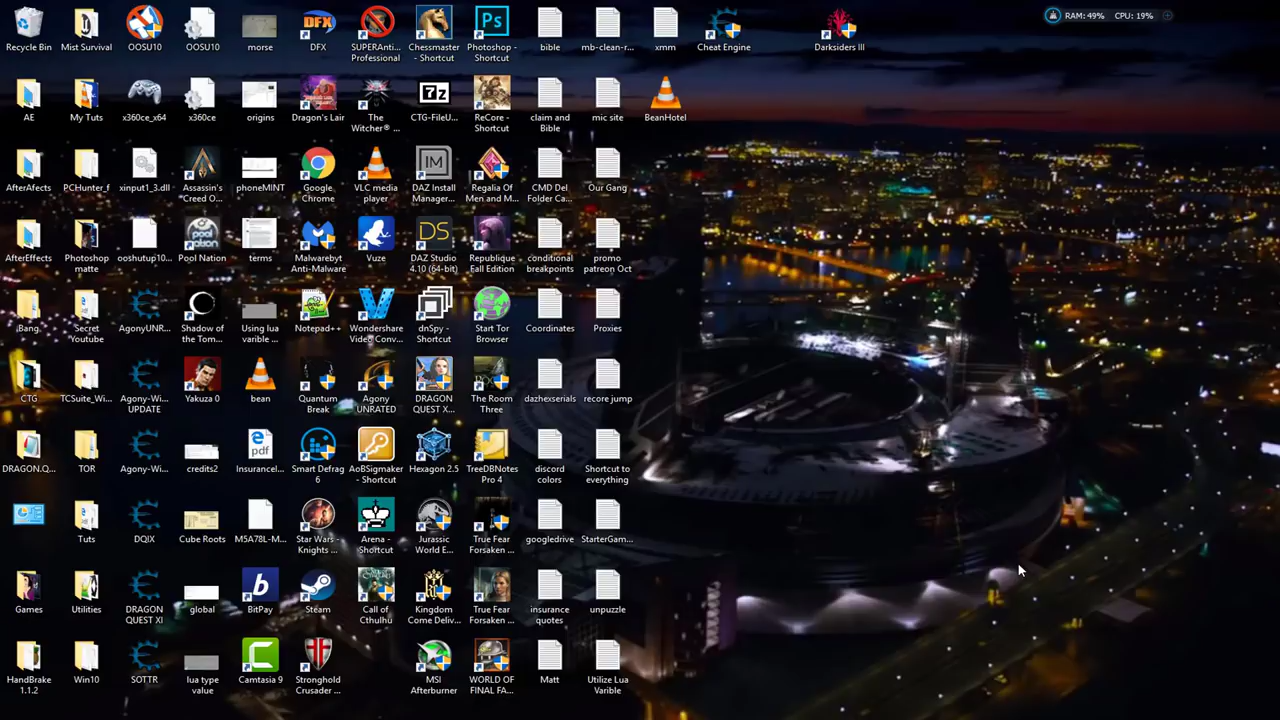 RAM: 49% CPU: 19%
Recycle Bin
Mist Survival
OOSU10
OOSU10
morse
DFX
SUPERAnti...
Professional
Chessmaster
- Shortcut
Photoshop -
Shortcut
bible
mb-clean-r...
xmm
Cheat Engine
Darksiders III
AE
My Tuts
x360ce_x64
x360ce
origins
Dragon's Lair
The
Witcher® ...
CTG-FileU...
ReCore -
Shortcut
claim and
Bible
mic site
BeanHotel
AfterAfects
PCHunter_f
xinput1_3.dll
Assassin's
Creed O...
phoneMINT
Google
Chrome
VLC media
player
DAZ Install
Manager...
Regalia Of
Men and M...
CMD Del
Folder Ca...
Our Gang
AfterEffects
Photoshop
matte
ooshutup10...
Pool Nation
terms
Malwarebyt
Anti-Malware
Vuze
DAZ Studio
4.10 (64-bit)
Republique
Fall Edition
conditional
breakpoints
promo
patreon Oct
Bang
Secret
Youtube
AgonyUNR...
Shadow of
the Tom...
Using lua
varible ...
Notepad++
Wondershare
Video Conv...
dnSpy -
Shortcut
Start Tor
Browser
Coordinates
Proxies
CTG
TCSuite_Wi...
Agony-Wi...
UPDATE
Yakuza 0
bean
Quantum
Break
Agony
UNRATED
DRAGON
QUEST X...
The Room
Three
dazhexserials
recore jump
DRAGON.Q...
TOR
Agony-Wi...
credits2
Insurancel...
Smart Defrag
6
AoBSigmaker
- Shortcut
Hexagon 2.5
TreeDBNotes
Pro 4
discord
colors
Shortcut to
everything
Tuts
DQIX
Cube Roots
M5A78L-M...
Star Wars -
Knights ...
Arena -
Shortcut
Jurassic
World E...
True Fear
Forsaken ...
googledrive
StarterGam...
Games
Utilities
DRAGON
QUEST XI
global
BitPay
Steam
Call of
Cthulhu
Kingdom
Come Deliv...
True Fear
Forsaken ...
insurance
quotes
unpuzzle
HandBrake
1.1.2
Win10
SOTTR
lua type
value
Camtasia 9
Stronghold
Crusader ...
MSI
Afterburner
WORLD OF
FINAL FA...
Matt
Utilize Lua
Varible